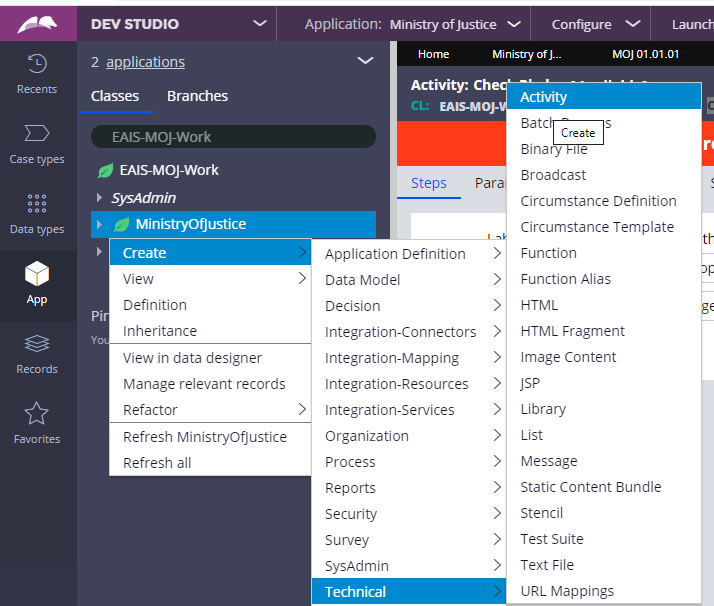 DEV STUDIO
Application: Ministry of Justice
Configure
Launch
Recents
Case types
Data types
App
Records
Favorites
2 applications
Classes
Branches
EAIS-MOJ-Work
EAIS-MOJ-Work
SysAdmin
MinistryOfJustice
Pin
You
Home
Ministry of J...
MOJ 01.01.01
Activity: Check
CL: EAIS-MOJ-W
Steps
Para
Create
View
Definition
Inheritance
View in data designer
Manage relevant records
Refactor
Refresh MinistryOfJustice
Refresh all
Application Definition
Data Model
Decision
Integration-Connectors
Integration-Mapping
Integration-Resources
Integration-Services
Organization
Process
Reports
Security
Survey
SysAdmin
Technical
Activity
Batch
Create
Binary File
Broadcast
Circumstance Definition
Circumstance Template
Function
Function Alias
HTML
HTML Fragment
Image Content
JSP
Library
List
Message
Static Content Bundle
Stencil
Test Suite
Text File
URL Mappings